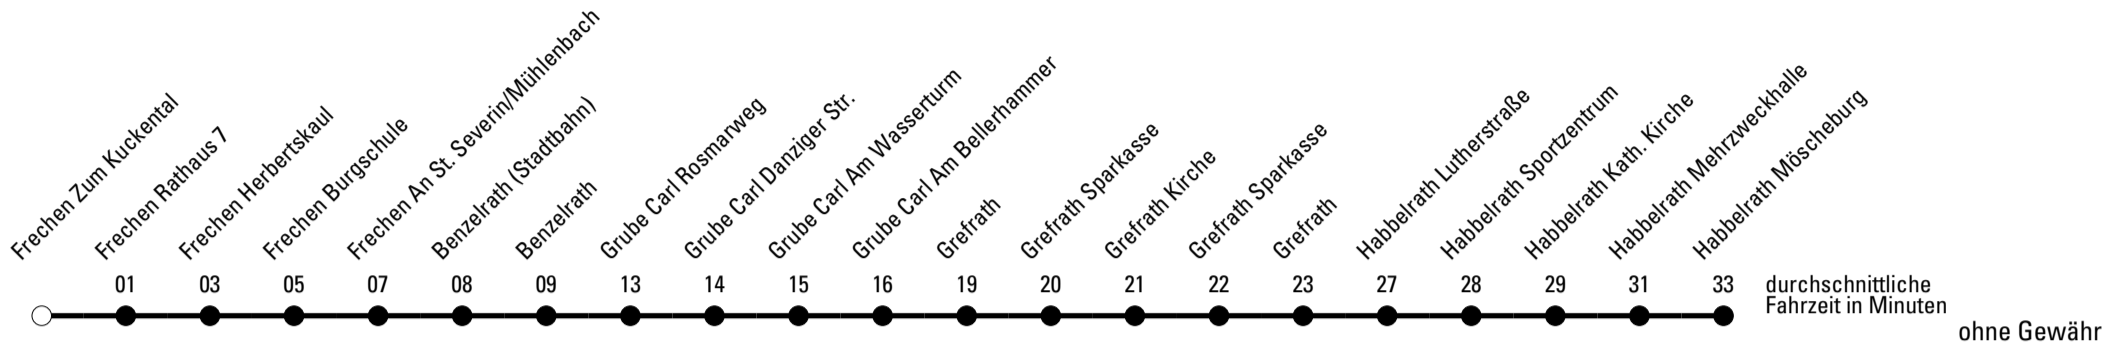 Frechen Zum Kuckental
Frechen Rathaus 7
Frechen Herbertskaul
Frechen Burgschule
Frechen An St. Severin/Mühlenbach
Benzelrath (Stadtbahn)
Benzelrath
Grube Carl Rosmarweg
Grube Carl Danziger Str.
Grube Carl Am Wasserturm
Grube Carl Am Bellerhammer
Grefrath
Grefrath Sparkasse
Grefrath Kirche
Grefrath Sparkasse
Grefrath
Habbelrath Lutherstraße
Habbelrath Sportzentrum
Habbelrath Kath. Kirche
Habbelrath Mehrzweckhalle
Habbelrath Möscheburg
01 03 05 07 08 09 13 14 15 16 19 20 21 22 23 27 28 29 31 33
durchschnittliche
Fahrzeit in Minuten
ohne Gewähr